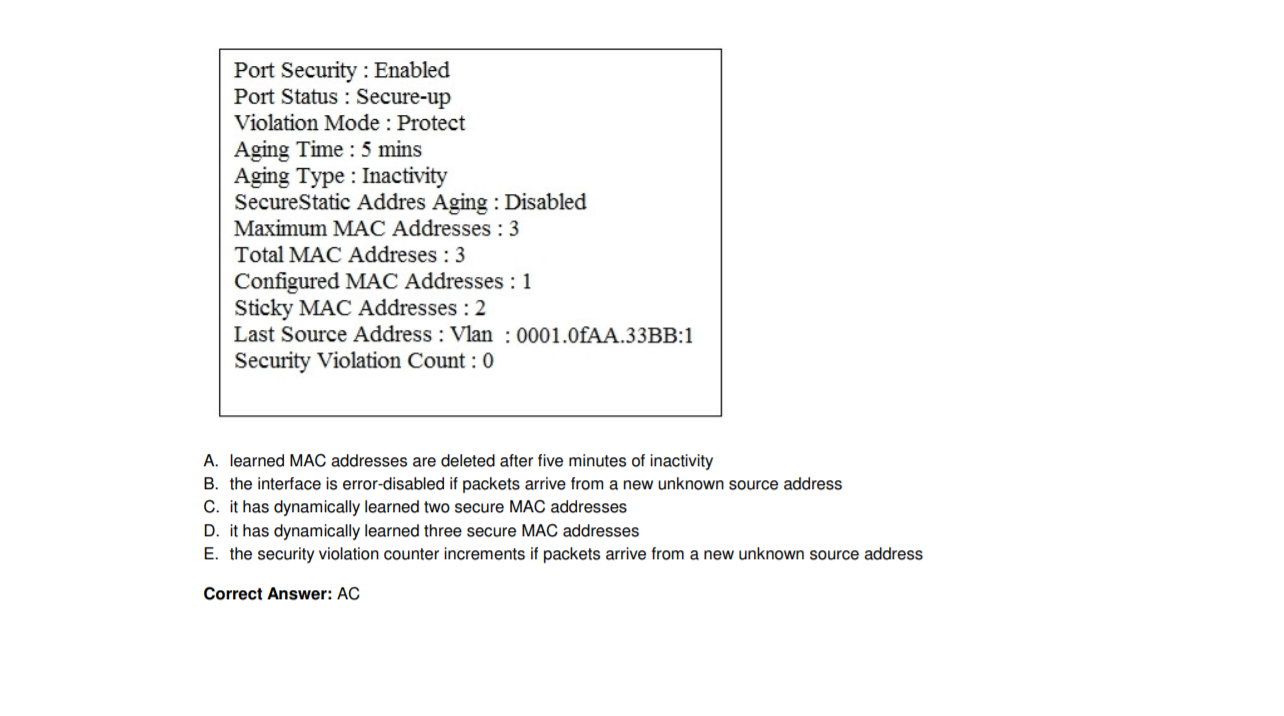 Port Security : Enabled
Port Status : Secure-up
Violation Mode : Protect
Aging Time : 5 mins
Aging Type : Inactivity
SecureStatic Addres Aging : Disabled
Maximum MAC Addresses : 3
Total MAC Addreses : 3
Configured MAC Addresses : 1
Sticky MAC Addresses : 2
Last Source Address : Vlan : 0001.0fAA.33BB:1
Security Violation Count : 0
A. learned MAC addresses are deleted after five minutes of inactivity
B. the interface is error-disabled if packets arrive from a new unknown source address
C. it has dynamically learned two secure MAC addresses
D. it has dynamically learned three secure MAC addresses
E. the security violation counter increments if packets arrive from a new unknown source address
Correct Answer: AC